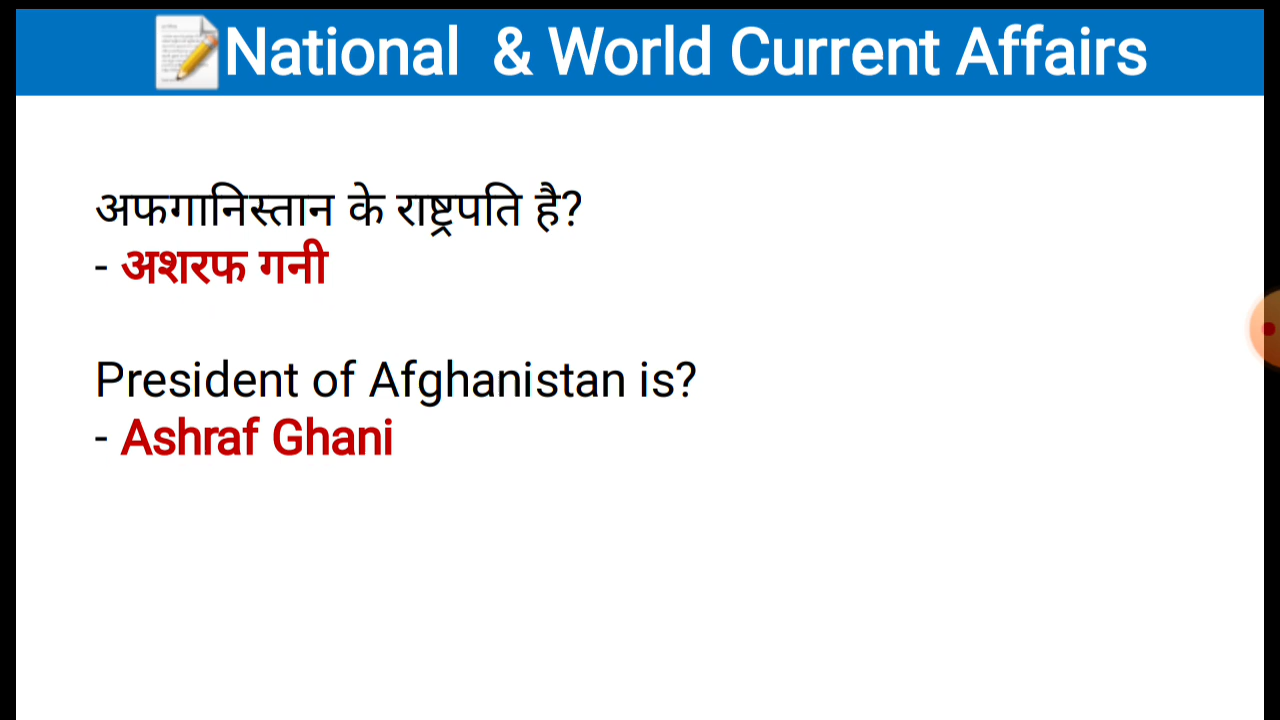 National & World Current Affairs
अफगानिस्तान के राष्ट्रपति है?
- अशरफ गनी
President of Afghanistan is?
- Ashraf Ghani